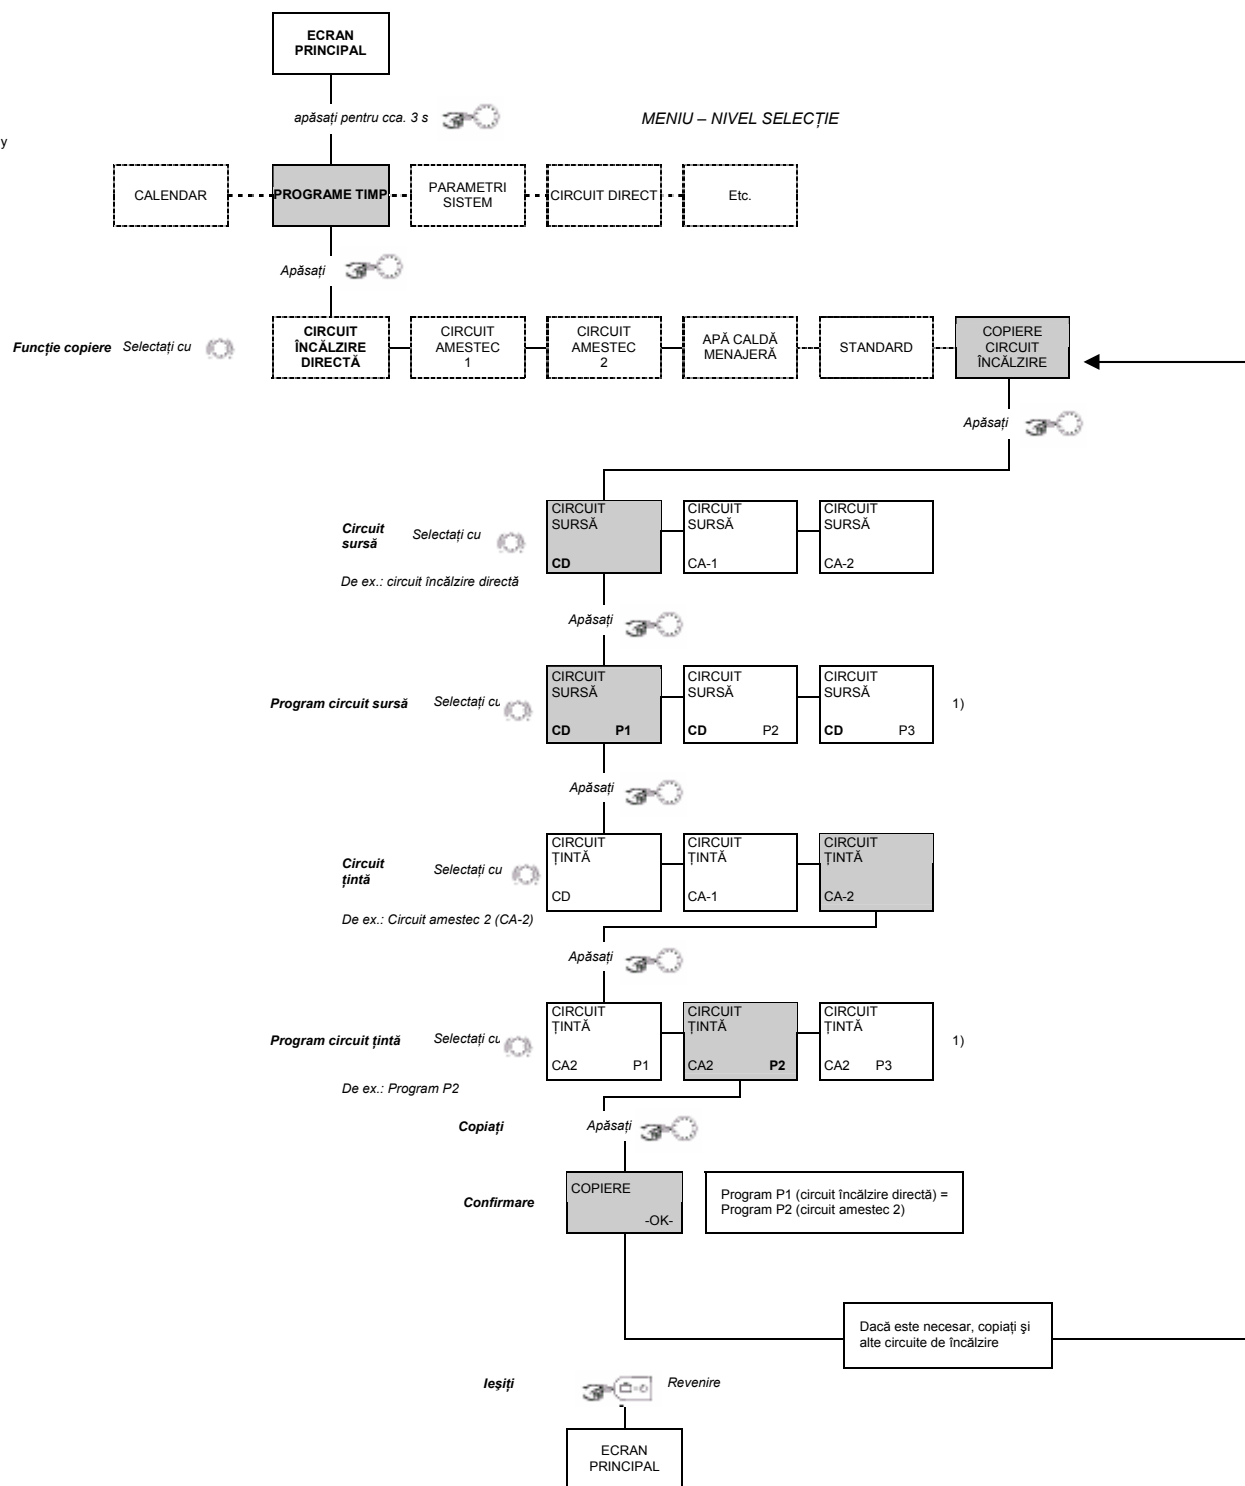 ECRAN
PRINCIPAL
apăsați pentru cca. 3 s
MENIU – NIVEL SELECȚIE
y
CALENDAR
PROGRAME TIMP
PARAMETRI
SISTEM
CIRCUIT DIRECT
Etc.
Apăsați
Funcție copiere
Selectați cu
CIRCUIT
ÎNCĂLZIRE
DIRECTĂ
CIRCUIT
AMESTEC
1
CIRCUIT
AMESTEC
2
APĂ CALDĂ
MENAJERĂ
STANDARD
COPIERE
CIRCUIT
ÎNCĂLZIRE
Apăsați
Circuit
sursă
Selectați cu
De ex.: circuit încălzire directă
CIRCUIT
SURSĂ
CD
CIRCUIT
SURSĂ
CA-1
CIRCUIT
SURSĂ
CA-2
Apăsați
Program circuit sursă
Selectați cu
CIRCUIT
SURSĂ
CD P1
CIRCUIT
SURSĂ
CD P2
CIRCUIT
SURSĂ
CD P3
1)
Apăsați
Circuit
țintă
Selectați cu
De ex.: Circuit amestec 2 (CA-2)
CIRCUIT
ȚINTĂ
CD
CIRCUIT
ȚINTĂ
CA-1
CIRCUIT
ȚINTĂ
CA-2
Apăsați
Program circuit țintă
Selectați cu
De ex.: Program P2
CIRCUIT
ȚINTĂ
CA2 P1
CIRCUIT
ȚINTĂ
CA2 P2
CIRCUIT
ȚINTĂ
CA2 P3
1)
Copiați
Apăsați
Confirmare
COPIERE
-OK-
Program P1 (circuit încălzire directă) =
Program P2 (circuit amestec 2)
Dacă este necesar, copiați şi
alte circuite de încălzire
Ieşiți
Revenire
ECRAN
PRINCIPAL